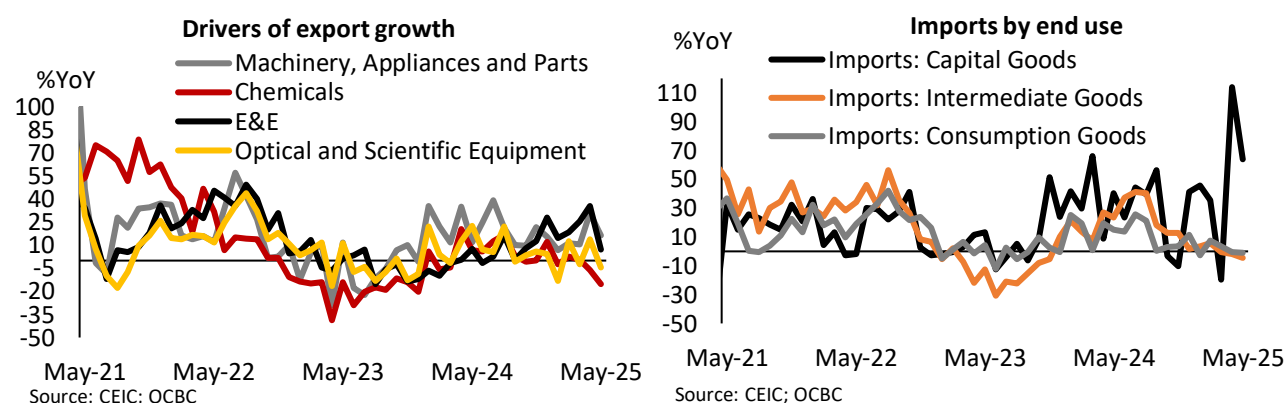 Drivers of export growth
%YoY
Machinery, Appliances and Parts
Chemicals
E&E
Optical and Scientific Equipment
100
85
70
55
40
25
10
-5
-20
-35
-50
May-21
May-22
May-23
May-24
May-25
Source: CEIC; OCBC
Imports by end use
%YoY
Imports: Capital Goods
Imports: Intermediate Goods
Imports: Consumption Goods
110
90
70
50
30
10
-10
-30
-50
May-21
May-22
May-23
May-24
May-25
Source: CEIC; OCBC